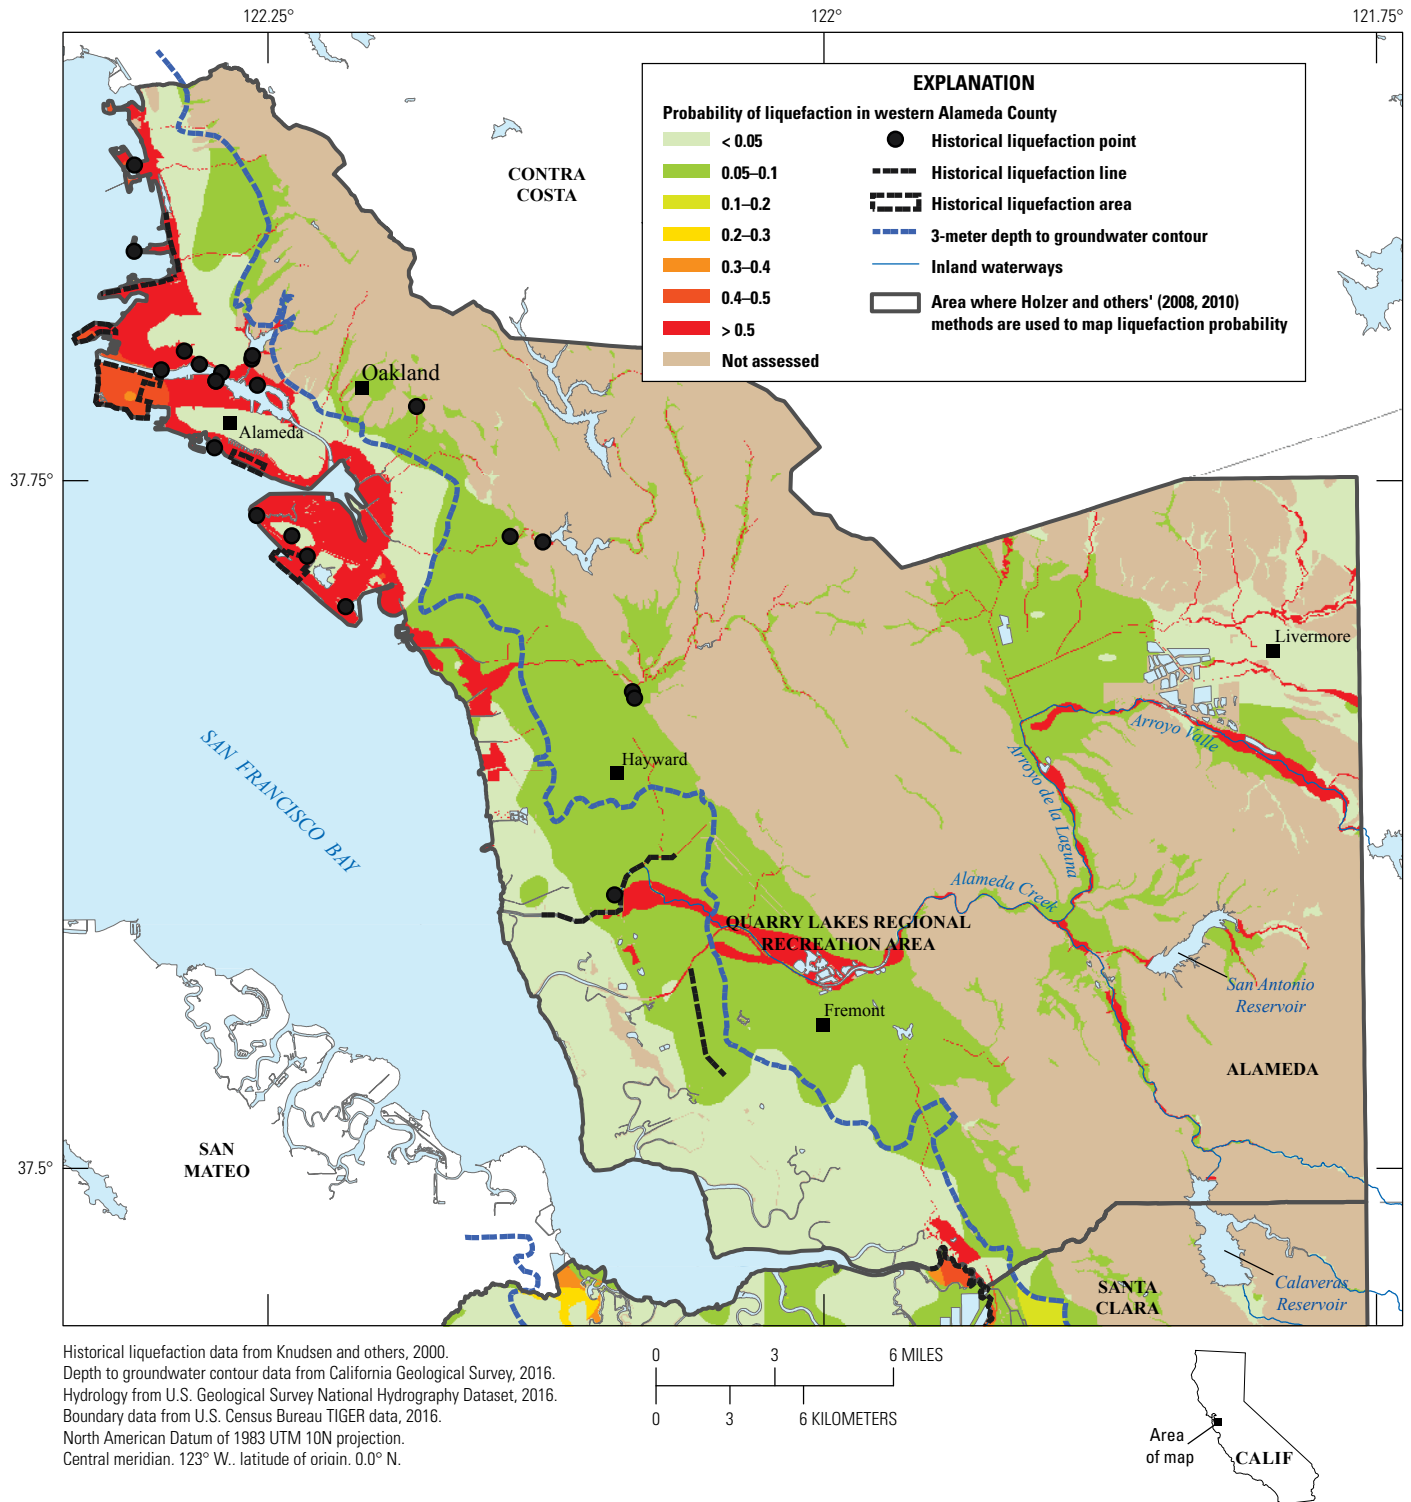 122.25°
122°
121.75°
EXPLANATION
Probability of liquefaction in western Alameda County
< 0.05
0.05–0.1
0.1–0.2
0.2–0.3
0.3–0.4
0.4–0.5
> 0.5
Not assessed
Historical liquefaction point
Historical liquefaction line
Historical liquefaction area
3-meter depth to groundwater contour
Inland waterways
Area where Holzer and others' (2008, 2010)
methods are used to map liquefaction probability
CONTRA
COSTA
Oakland
Alameda
37.75°
Livermore
SAN FRANCISCO BAY
Hayward
Arroyo Valle
Arroyo de la Laguna
Alameda Creek
QUARRY LAKES REGIONAL
RECREATION AREA
San Antonio
Reservoir
Fremont
ALAMEDA
SAN
MATEO
37.5°
SANTA
CLARA
Calaveras
Reservoir
Historical liquefaction data from Knudsen and others, 2000.
Depth to groundwater contour data from California Geological Survey, 2016.
Hydrology from U.S. Geological Survey National Hydrography Dataset, 2016.
Boundary data from U.S. Census Bureau TIGER data, 2016.
North American Datum of 1983 UTM 10N projection.
Central meridian, 123° W., latitude of origin, 0.0° N.
0 3 6 MILES
0 3 6 KILOMETERS
Area
of map
CALIF